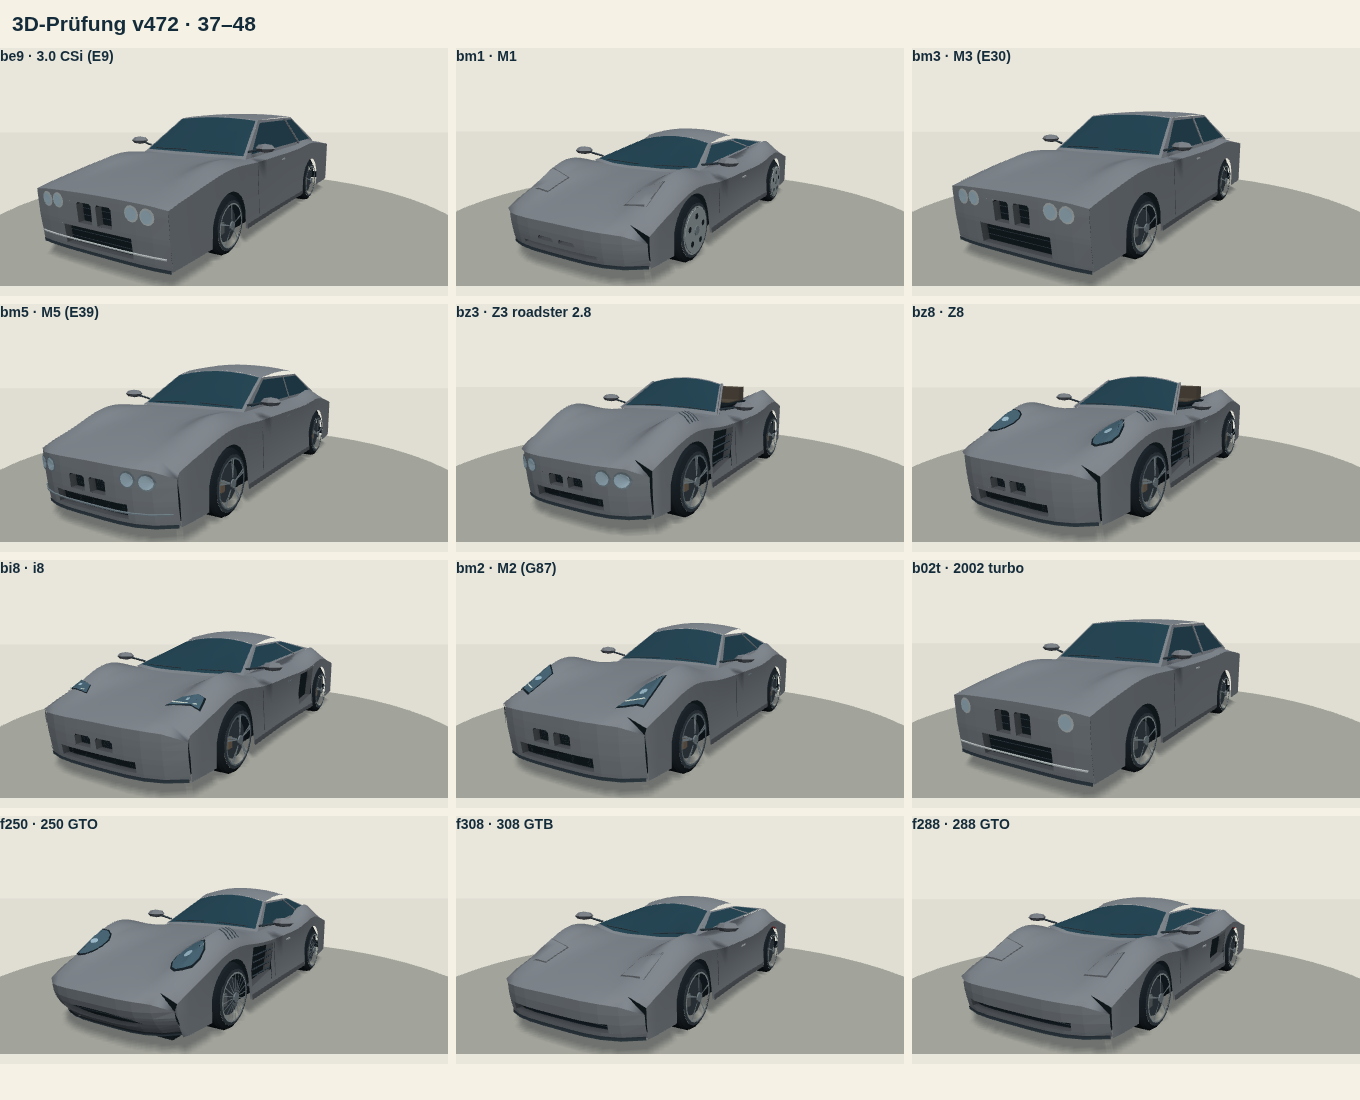 3D-Prüfung v472 · 37–48
be9 · 3.0 CSi (E9)
bm1 · M1
bm3 · M3 (E30)
bm5 · M5 (E39)
bz3 · Z3 roadster 2.8
bz8 · Z8
bi8 · i8
bm2 · M2 (G87)
b02t · 2002 turbo
f250 · 250 GTO
f308 · 308 GTB
f288 · 288 GTO